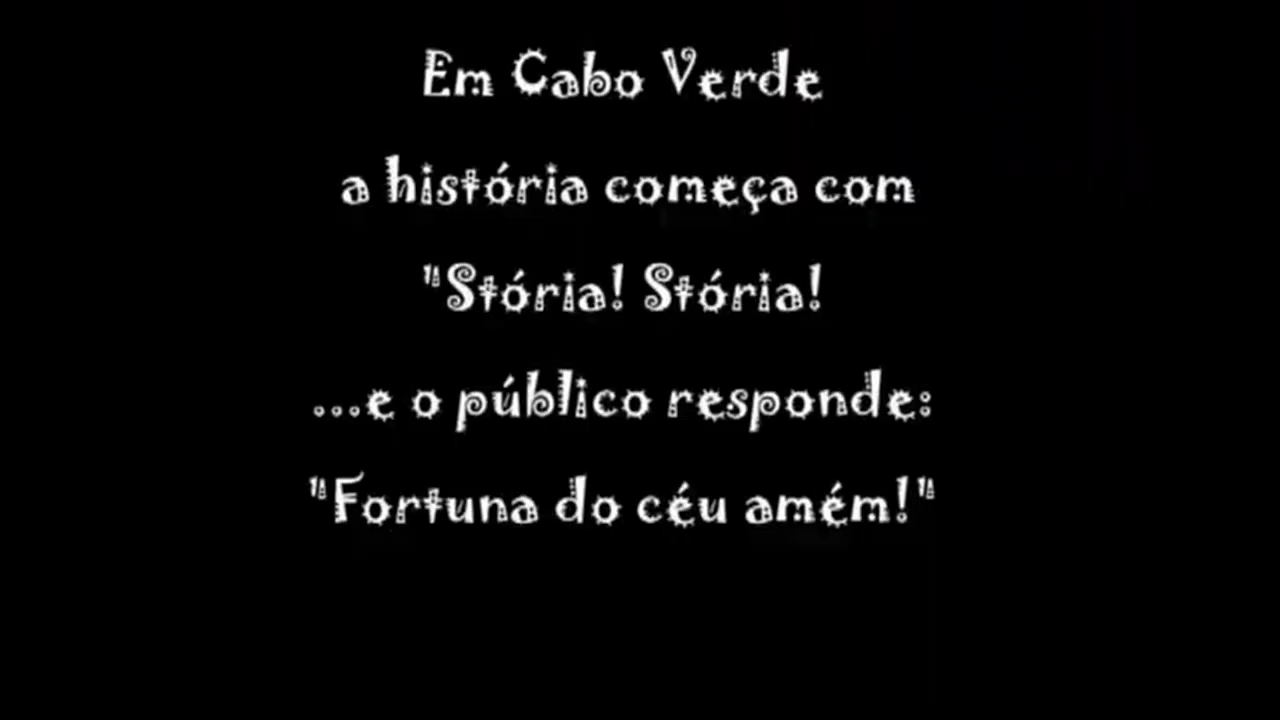 Em Cabo Verde
a história começa com
"Stória! Stória!
...e o público responde:
"Fortuna do céu amém!"